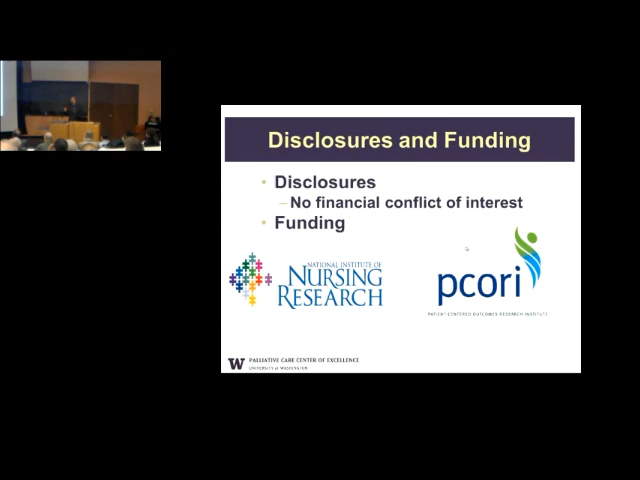 Disclosures and Funding
• Disclosures
– No financial conflict of interest
• Funding
NATIONAL INSTITUTE OF
NURSING
RESEARCH
pcori
PATIENT-CENTERED OUTCOMES RESEARCH INSTITUTE
W PALLIATIVE CARE CENTER OF EXCELLENCE
UNIVERSITY of WASHINGTON